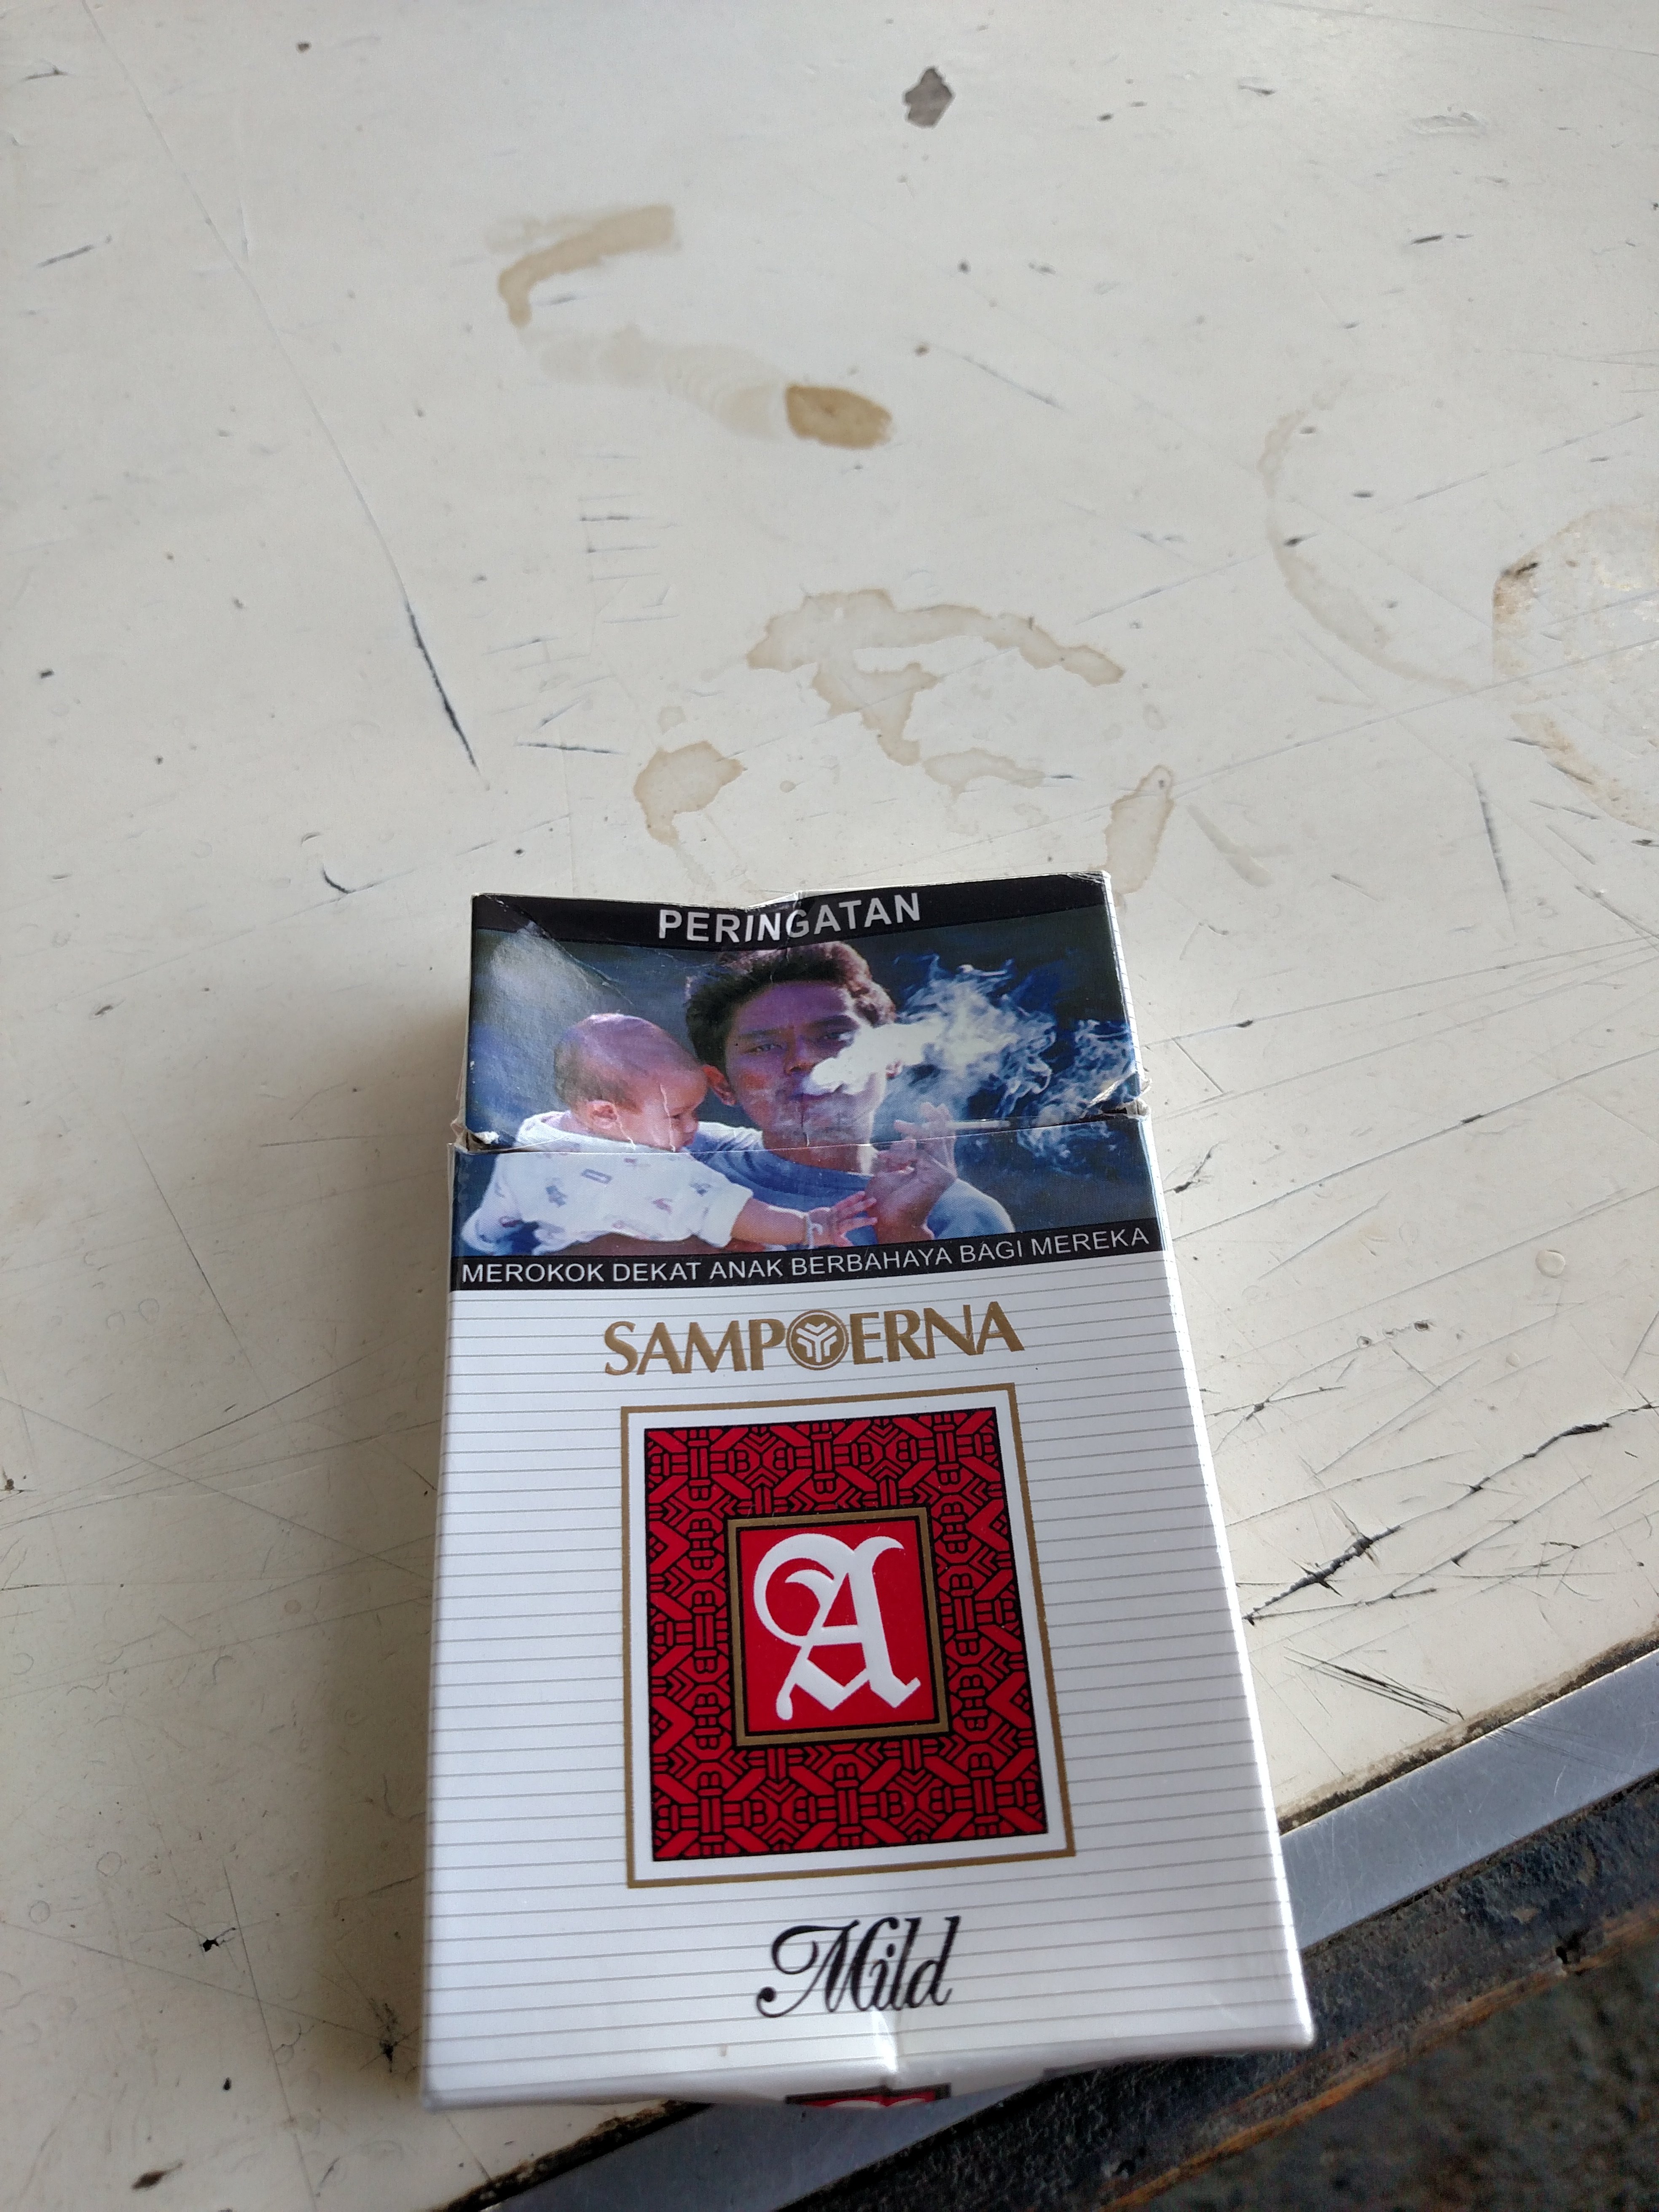 PERINGATAN
MEROKOK DEKAT ANAK BERBAHAYA BAGI MEREKA
SAMPOERNA
A
Mild